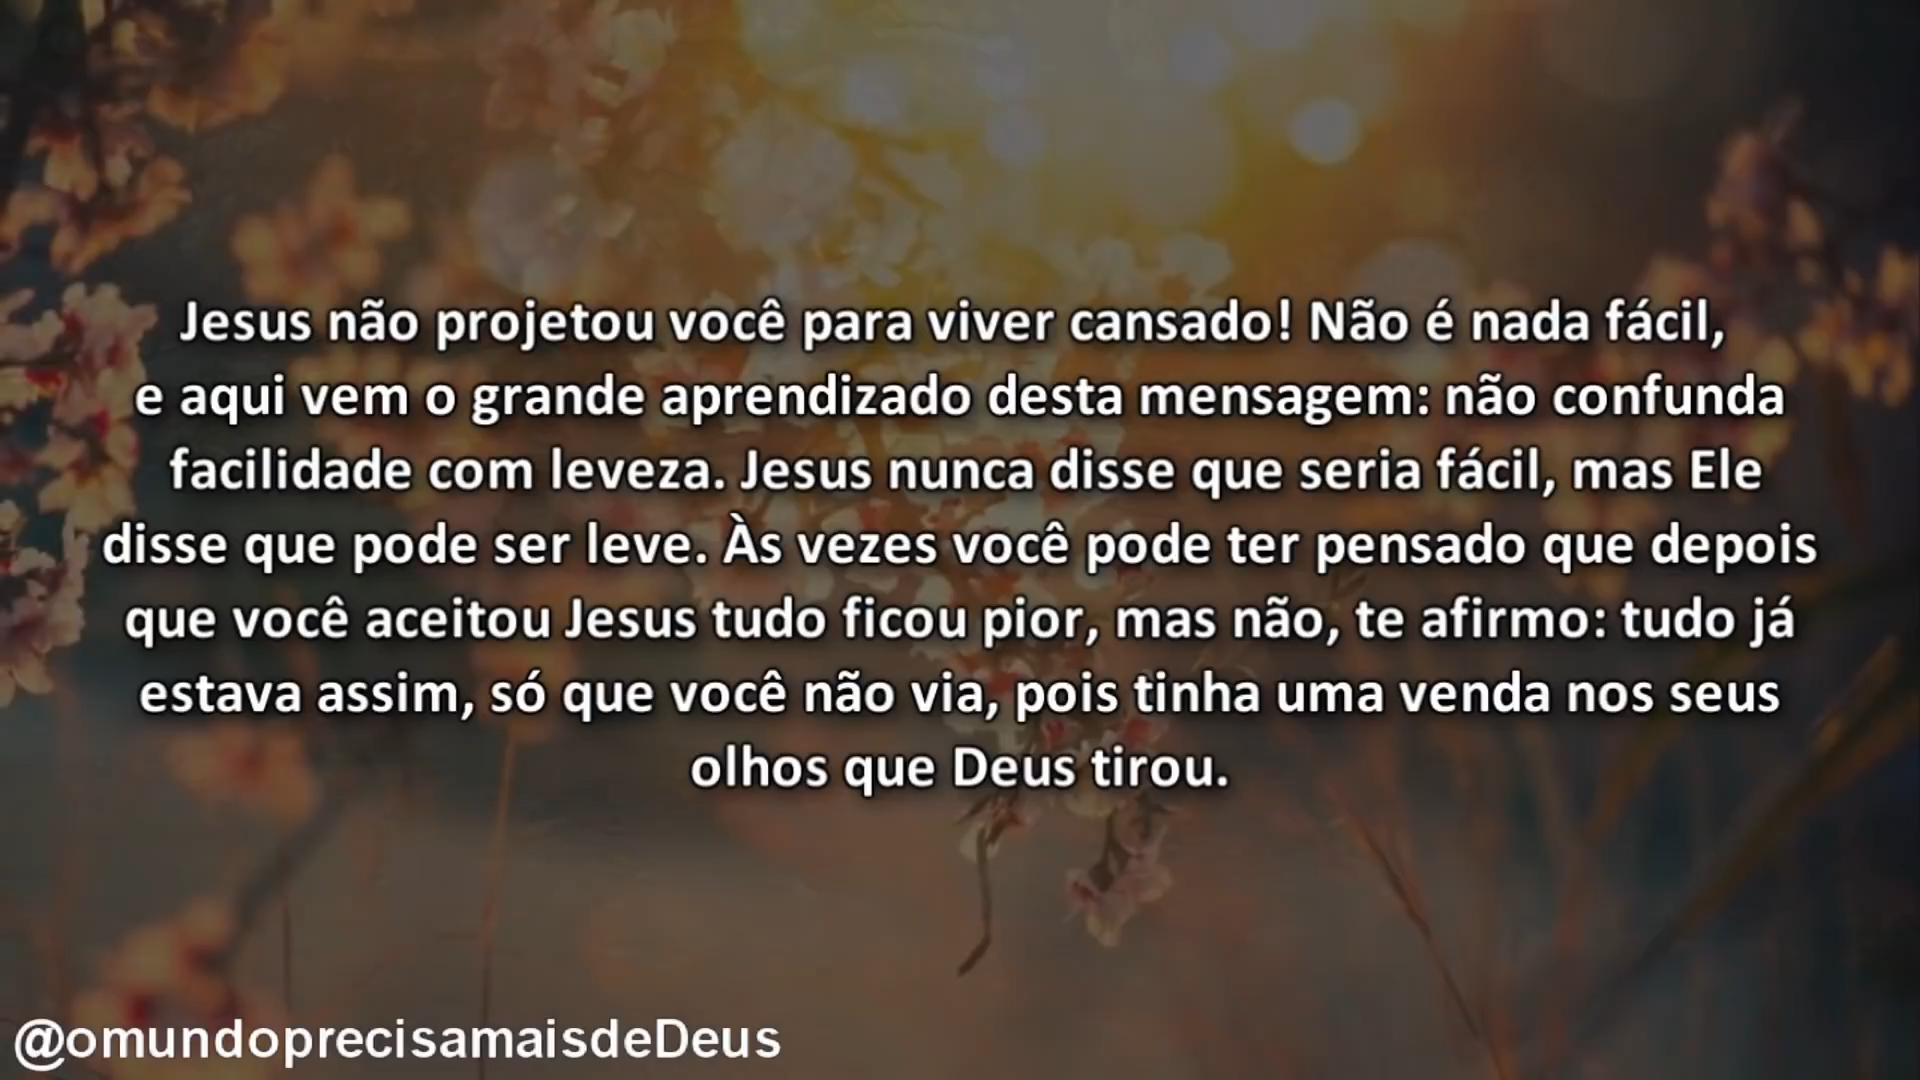 Jesus não projetou você para viver cansado! Não é nada fácil,
e aqui vem o grande aprendizado desta mensagem: não confunda
facilidade com leveza. Jesus nunca disse que seria fácil, mas Ele
disse que pode ser leve. Às vezes você pode ter pensado que depois
que você aceitou Jesus tudo ficou pior, mas não, te afirmo: tudo já
estava assim, só que você não via, pois tinha uma venda nos seus
olhos que Deus tirou.
@omundoprecisamaisdeDeus